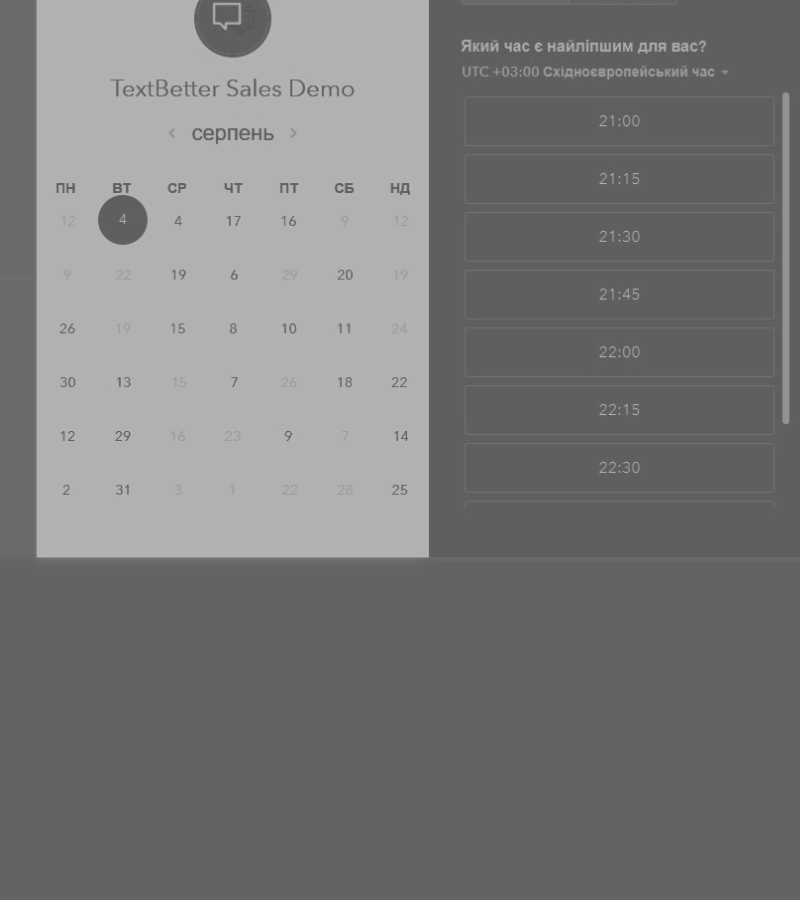 TextBetter Sales Demo
серпень
ПН ВТ СР ЧТ ПТ СБ НД
12 4 4 17 16 9 12
9 22 19 6 29 20 19
26 19 15 8 10 11 24
30 13 15 7 26 18 22
12 29 16 23 9 7 14
2 31 3 1 22 28 25
Який час є найліпшим для вас?
UTC +03:00 Східноєвропейський час
21:00
21:15
21:30
21:45
22:00
22:15
22:30